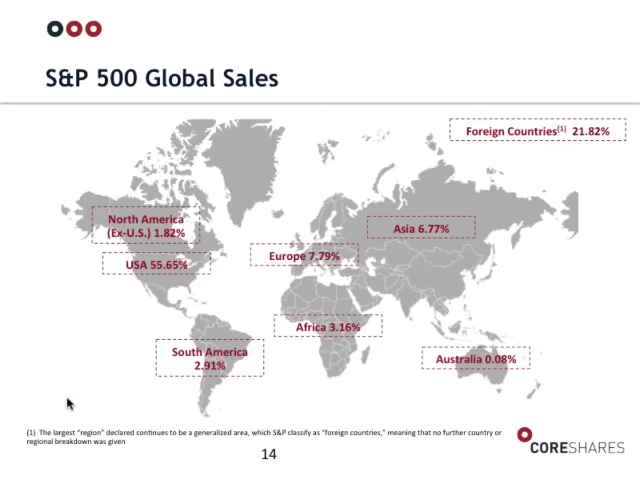 S&P 500 Global Sales
Foreign Countries(1) 21.82%
North America
(Ex-U.S.) 1.82%
Asia 6.77%
Europe 7.79%
USA 55.65%
Africa 3.16%
South America
2.91%
Australia 0.08%
(1) The largest “region” declared continues to be a generalized area, which S&P classify as “foreign countries,” meaning that no further country or
regional breakdown was given
CORESHARES
14